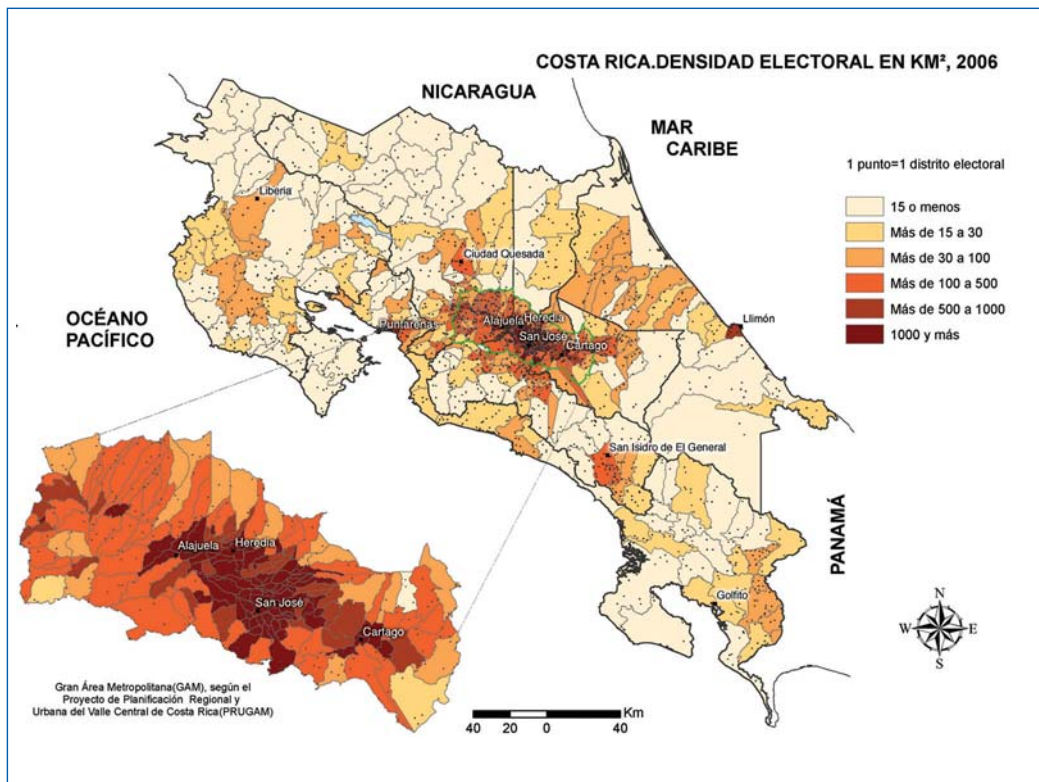 COSTA RICA.DENSIDAD ELECTORAL EN KM², 2006
NICARAGUA
MAR
CARIBE
1 punto=1 distrito electoral
15 o menos
Más de 15 a 30
Más de 30 a 100
Más de 100 a 500
Más de 500 a 1000
1000 y más
Liberia
Ciudad Quesada
OCÉANO
PACÍFICO
Puntarenas
Alajuela
Heredia
San José
Cartago
Llimón
San Isidro de El General
PANAMÁ
Golfito
Alajuela
Heredia
San José
Cartago
Gran Área Metropolitana(GAM), según el
Proyecto de Planificación Regional y
Urbana del Valle Central de Costa Rica(PRUGAM)
Km
40 20 0 40
N
W E
S